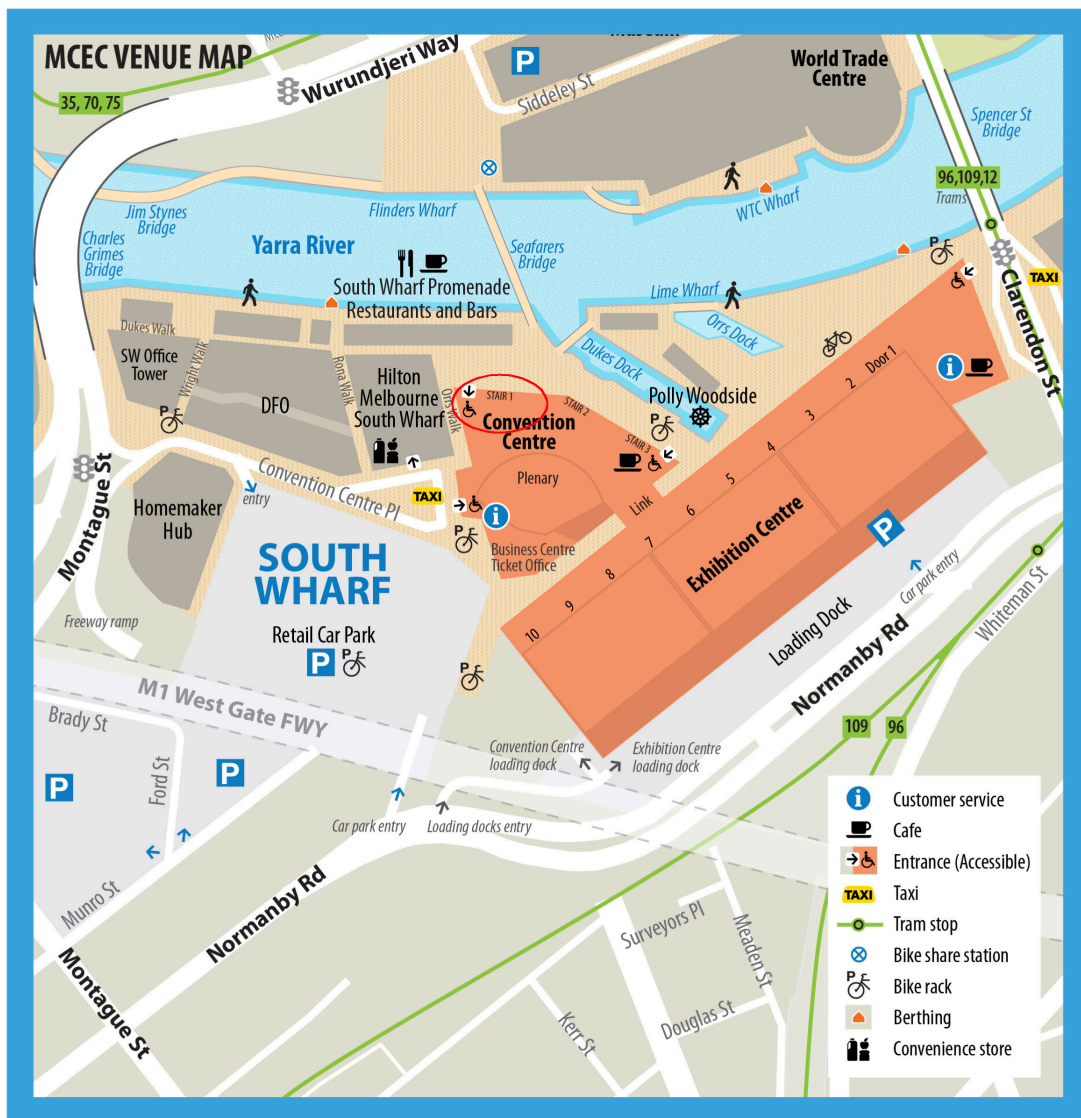 MCEC VENUE MAP
35, 70, 75
Wurundjeri Way
Siddeley St
World Trade
Centre
Spencer St
Bridge
96,109,12
Trams
Jim Stynes
Bridge
Charles
Grimes
Bridge
Flinders Wharf
WTC Wharf
Yarra River
Seafarers
Bridge
South Wharf Promenade
Restaurants and Bars
Lime Wharf
Orrs Dock
Dukes Dock
TAXI
Clarendon St
Dukes Walk
SW Office
Tower
Wright Walk
DFO
Rona Walk
Hilton
Melbourne
South Wharf
Orrs Walk
STAIR 1
STAIR 2
STAIR 3
Convention
Centre
Plenary
Polly Woodside
Door 1
2
3
4
5
6
7
8
9
10
Link
Exhibition Centre
P
Montague St
Homemaker
Hub
entry
Convention Centre Pl
TAXI
i
Business Centre
Ticket Office
SOUTH
WHARF
Retail Car Park
P
Freeway ramp
Loading Dock
Car park entry
Normanby Rd
Whiteman St
M1 West Gate FWY
Brady St
Ford St
P
P
Munro St
Convention Centre
loading dock
Exhibition Centre
loading dock
109
96
Car park entry
Loading docks entry
Normanby Rd
Montague St
Surveyors Pl
Meaden St
Douglas St
Kerr St
i Customer service
Cafe
Entrance (Accessible)
TAXI Taxi
Tram stop
Bike share station
P Bike rack
Berthing
Convenience store